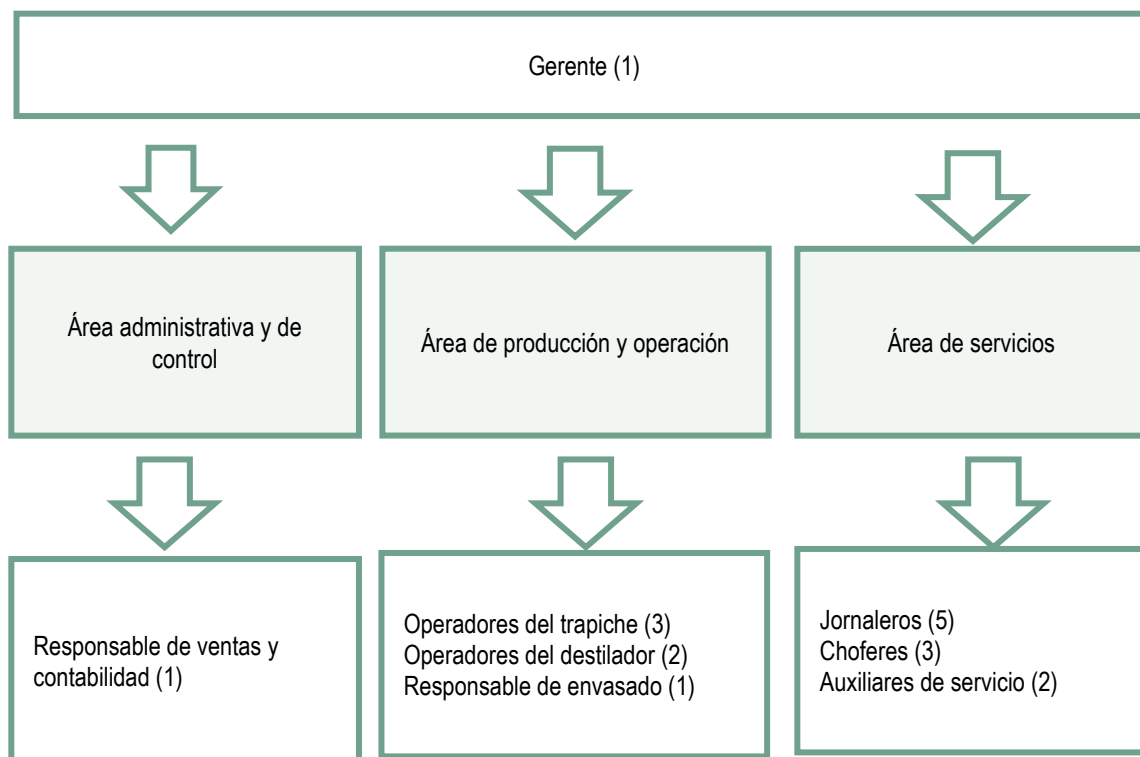 Gerente (1)
Área administrativa y de
control
Área de producción y operación
Área de servicios
Responsable de ventas y
contabilidad (1)
Operadores del trapiche (3)
Operadores del destilador (2)
Responsable de envasado (1)
Jornaleros (5)
Choferes (3)
Auxiliares de servicio (2)